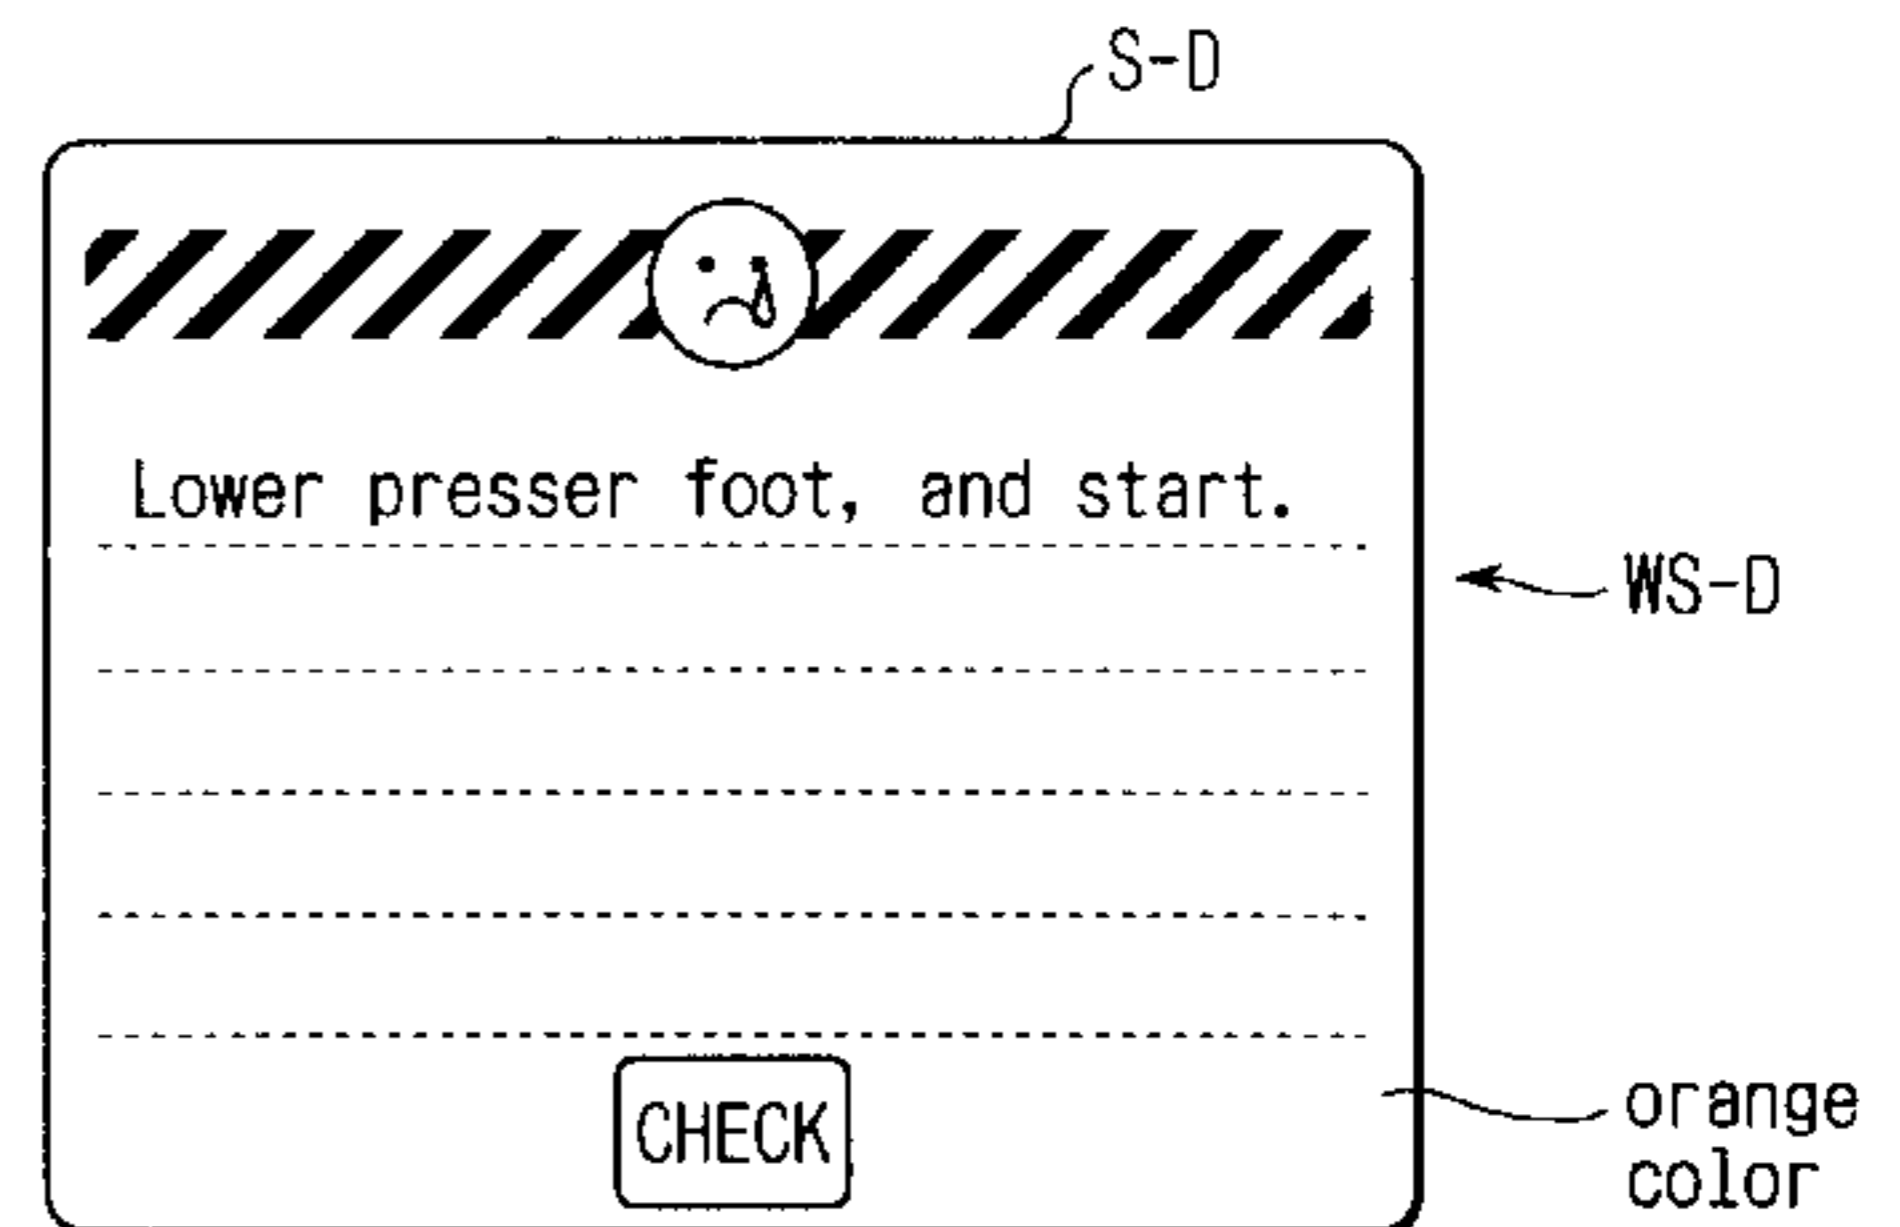 S-D
Lower presser foot, and start.
WS-D
CHECK
orange
color